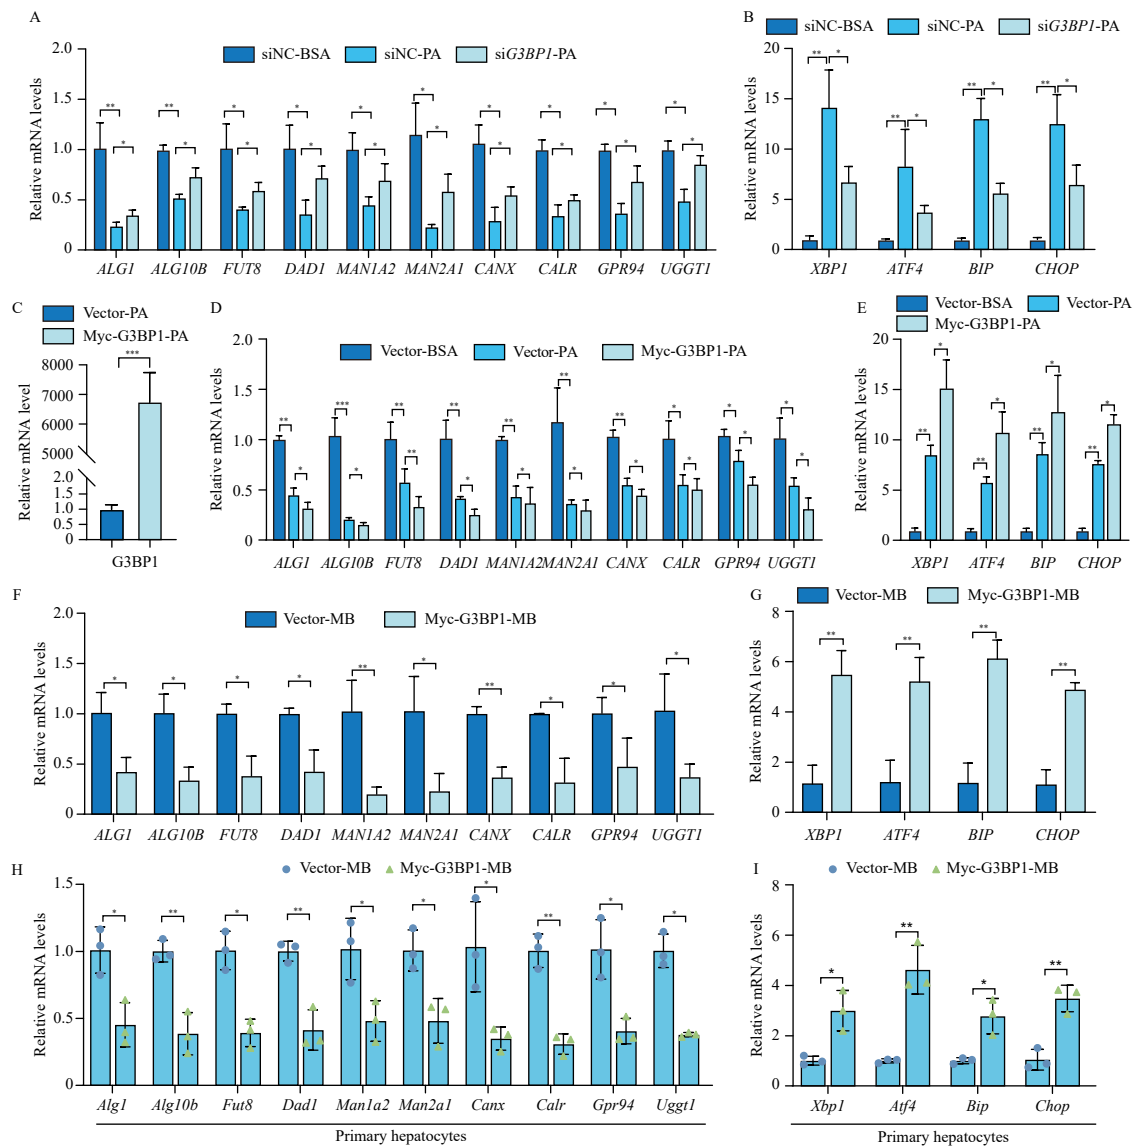 A
siNC-BSA siNC-PA siG3BP1-PA
Relative mRNA levels
2.0
1.5
1.0
0.5
0
** * ** * * * * * * * * * * * * * * * * *
ALG1 ALG10B FUT8 DAD1 MAN1A2 MAN2A1 CANX CALR GPR94 UGGT1
B
siNC-BSA siNC-PA siG3BP1-PA
Relative mRNA levels
20
15
10
5
0
** * ** * ** * ** *
XBP1 ATF4 BIP CHOP
C
Vector-PA
Myc-G3BP1-PA
Relative mRNA level
8000
7000
6000
5000
2.0
1.5
1.0
0.5
0
***
G3BP1
D
Vector-BSA Vector-PA Myc-G3BP1-PA
Relative mRNA levels
2.0
1.5
1.0
0.5
0
** * *** * ** ** ** * ** * ** * ** * * * * * * *
ALG1 ALG10B FUT8 DAD1 MAN1A2 MAN2A1 CANX CALR GPR94 UGGT1
E
Vector-BSA Vector-PA
Myc-G3BP1-PA
Relative mRNA levels
20
15
10
5
0
** * ** * ** * ** *
XBP1 ATF4 BIP CHOP
F
Vector-MB Myc-G3BP1-MB
Relative mRNA levels
2.0
1.5
1.0
0.5
0
* * * * ** * ** * * *
ALG1 ALG10B FUT8 DAD1 MAN1A2 MAN2A1 CANX CALR GPR94 UGGT1
G
Vector-MB Myc-G3BP1-MB
Relative mRNA levels
8
6
4
2
0
** ** ** **
XBP1 ATF4 BIP CHOP
H
Vector-MB Myc-G3BP1-MB
Relative mRNA levels
1.5
1.0
0.5
0
* ** * ** * * * ** * *
Alg1 Alg10b Fut8 Dad1 Man1a2 Man2a1 Canx Calr Gpr94 Uggt1
Primary hepatocytes
I
Vector-MB Myc-G3BP1-MB
Relative mRNA levels
8
6
4
2
0
* ** * **
Xbp1 Atf4 Bip Chop
Primary hepatocytes